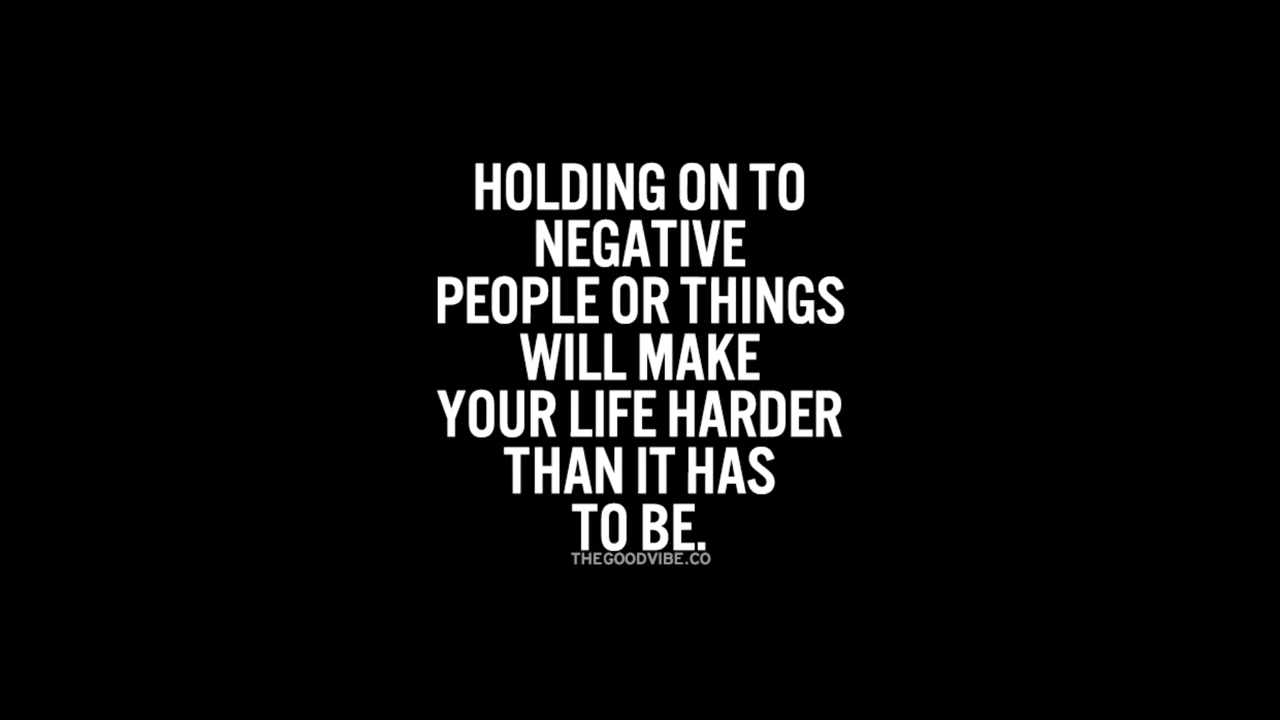 HOLDING ON TO
NEGATIVE
PEOPLE OR THINGS
WILL MAKE
YOUR LIFE HARDER
THAN IT HAS
TO BE.
THEGOODVIBE.CO